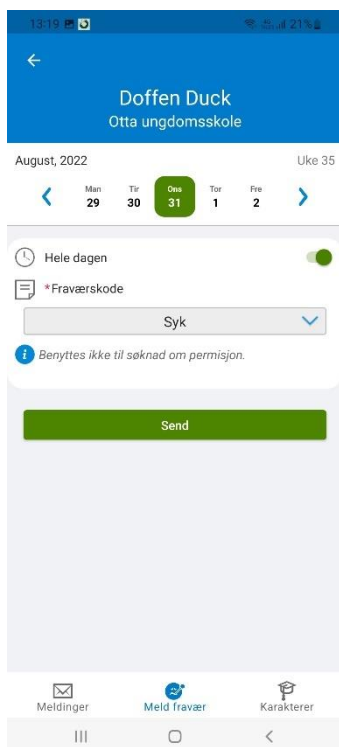 13:19 21%
Doffen Duck
Otta ungdomsskole
August, 2022 Uke 35
Man Tir Ons Tor Fre
29 30 31 1 2
Hele dagen
*Fraværskode
Syk
Benyttes ikke til søknad om permisjon.
Send
Meldinger Meld fravær Karakterer